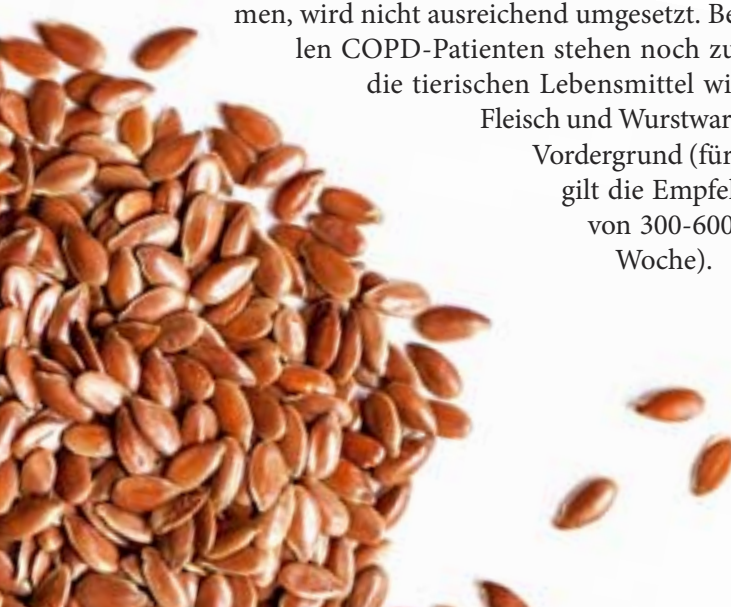 men, wird nicht ausreichend umgesetzt. Be
len COPD-Patienten stehen noch zu
die tierischen Lebensmittel wi
Fleisch und Wurstwar
Vordergrund (für
gilt die Empfel
von 300-600
Woche).